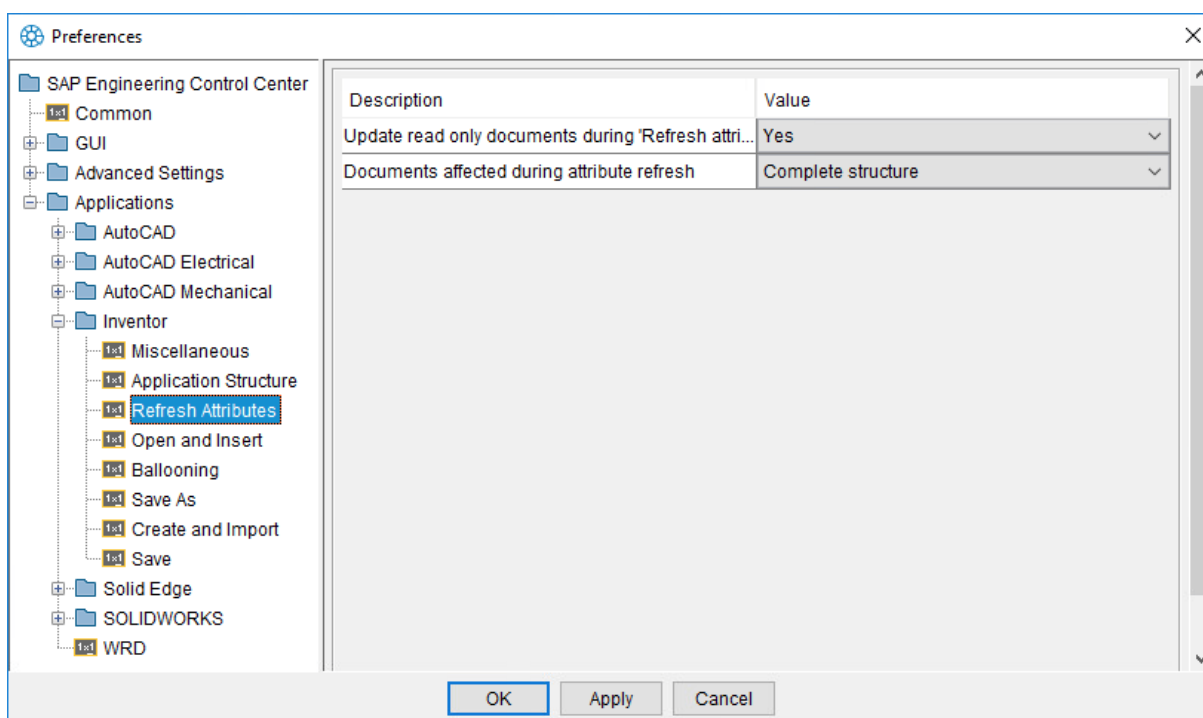 Preferences
SAP Engineering Control Center
Common
GUI
Advanced Settings
Applications
AutoCAD
AutoCAD Electrical
AutoCAD Mechanical
Inventor
Miscellaneous
Application Structure
Refresh Attributes
Open and Insert
Ballooning
Save As
Create and Import
Save
Solid Edge
SOLIDWORKS
WRD
Description Value
Update read only documents during 'Refresh attri... Yes
Documents affected during attribute refresh Complete structure
OK Apply Cancel